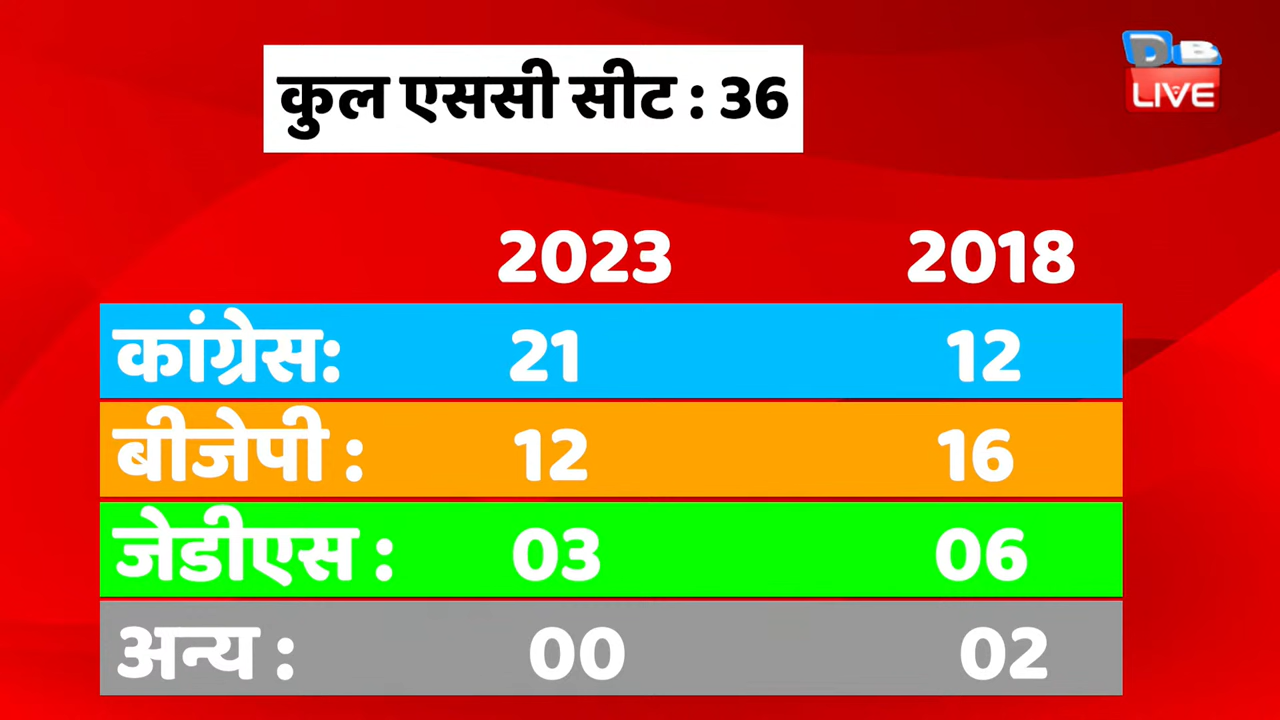 कुल एससी सीट : 36
DB
LIVE
2023 2018
कांग्रेस: 21 12
बीजेपी : 12 16
जेडीएस : 03 06
अन्य : 00 02